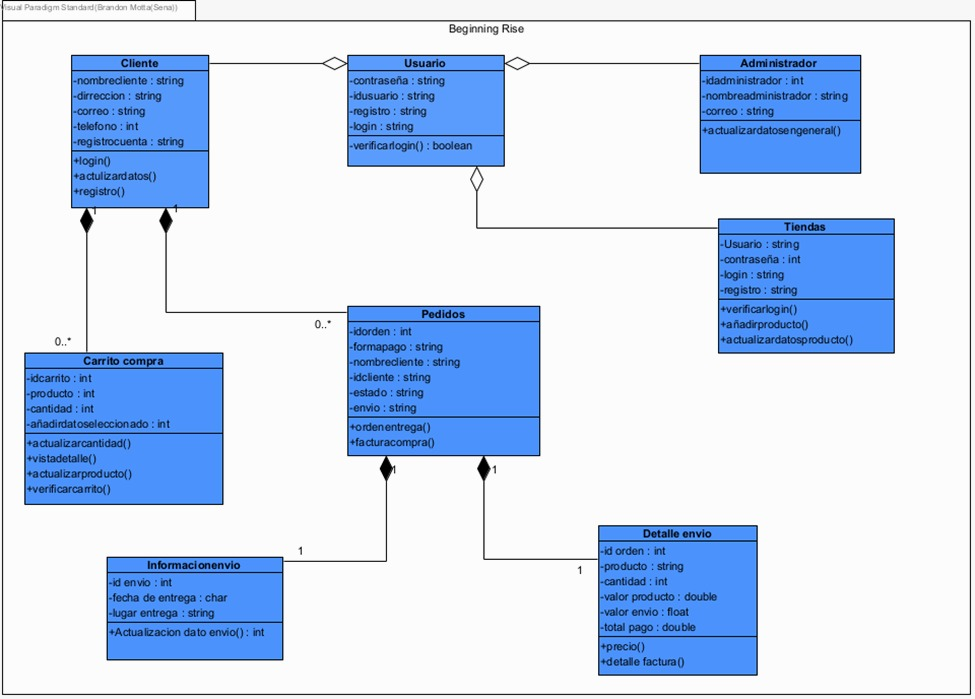 Visual Paradigm Standard(Brandon Motta(Sena))
Beginning Rise
Cliente
-nombrecliente : string
-dirreccion : string
-correo : string
-telefono : int
-registrocuenta : string
+login()
+actulizardatos()
+registro()
1
1
Usuario
-contraseña : string
-idusuario : string
-registro : string
-login : string
-verificarlogin() : boolean
Administrador
-idadministrador : int
-nombreadministrador : string
-correo : string
+actualizardatosengeneral()
Tiendas
-Usuario : string
-contraseña : int
-login : string
-registro : string
+verificarlogin()
+añadirproducto()
+actualizardatosproducto()
0..*
Pedidos
-idorden : int
-formapago : string
-nombrecliente : string
-idcliente : string
-estado : string
-envio : string
+ordenentrega()
+facturacompra()
1
1
0..*
Carrito compra
-idcarrito : int
-producto : int
-cantidad : int
-añadirdatoseleccionado : int
+actualizarcantidad()
+vistadetalle()
+actualizarproducto()
+verificarcarrito()
1
Informacionenvio
-id envio : int
-fecha de entrega : char
-lugar entrega : string
+Actualizacion dato envio() : int
1
Detalle envio
-id orden : int
-producto : string
-cantidad : int
-valor producto : double
-valor envio : float
-total pago : double
+precio()
+detalle factura()